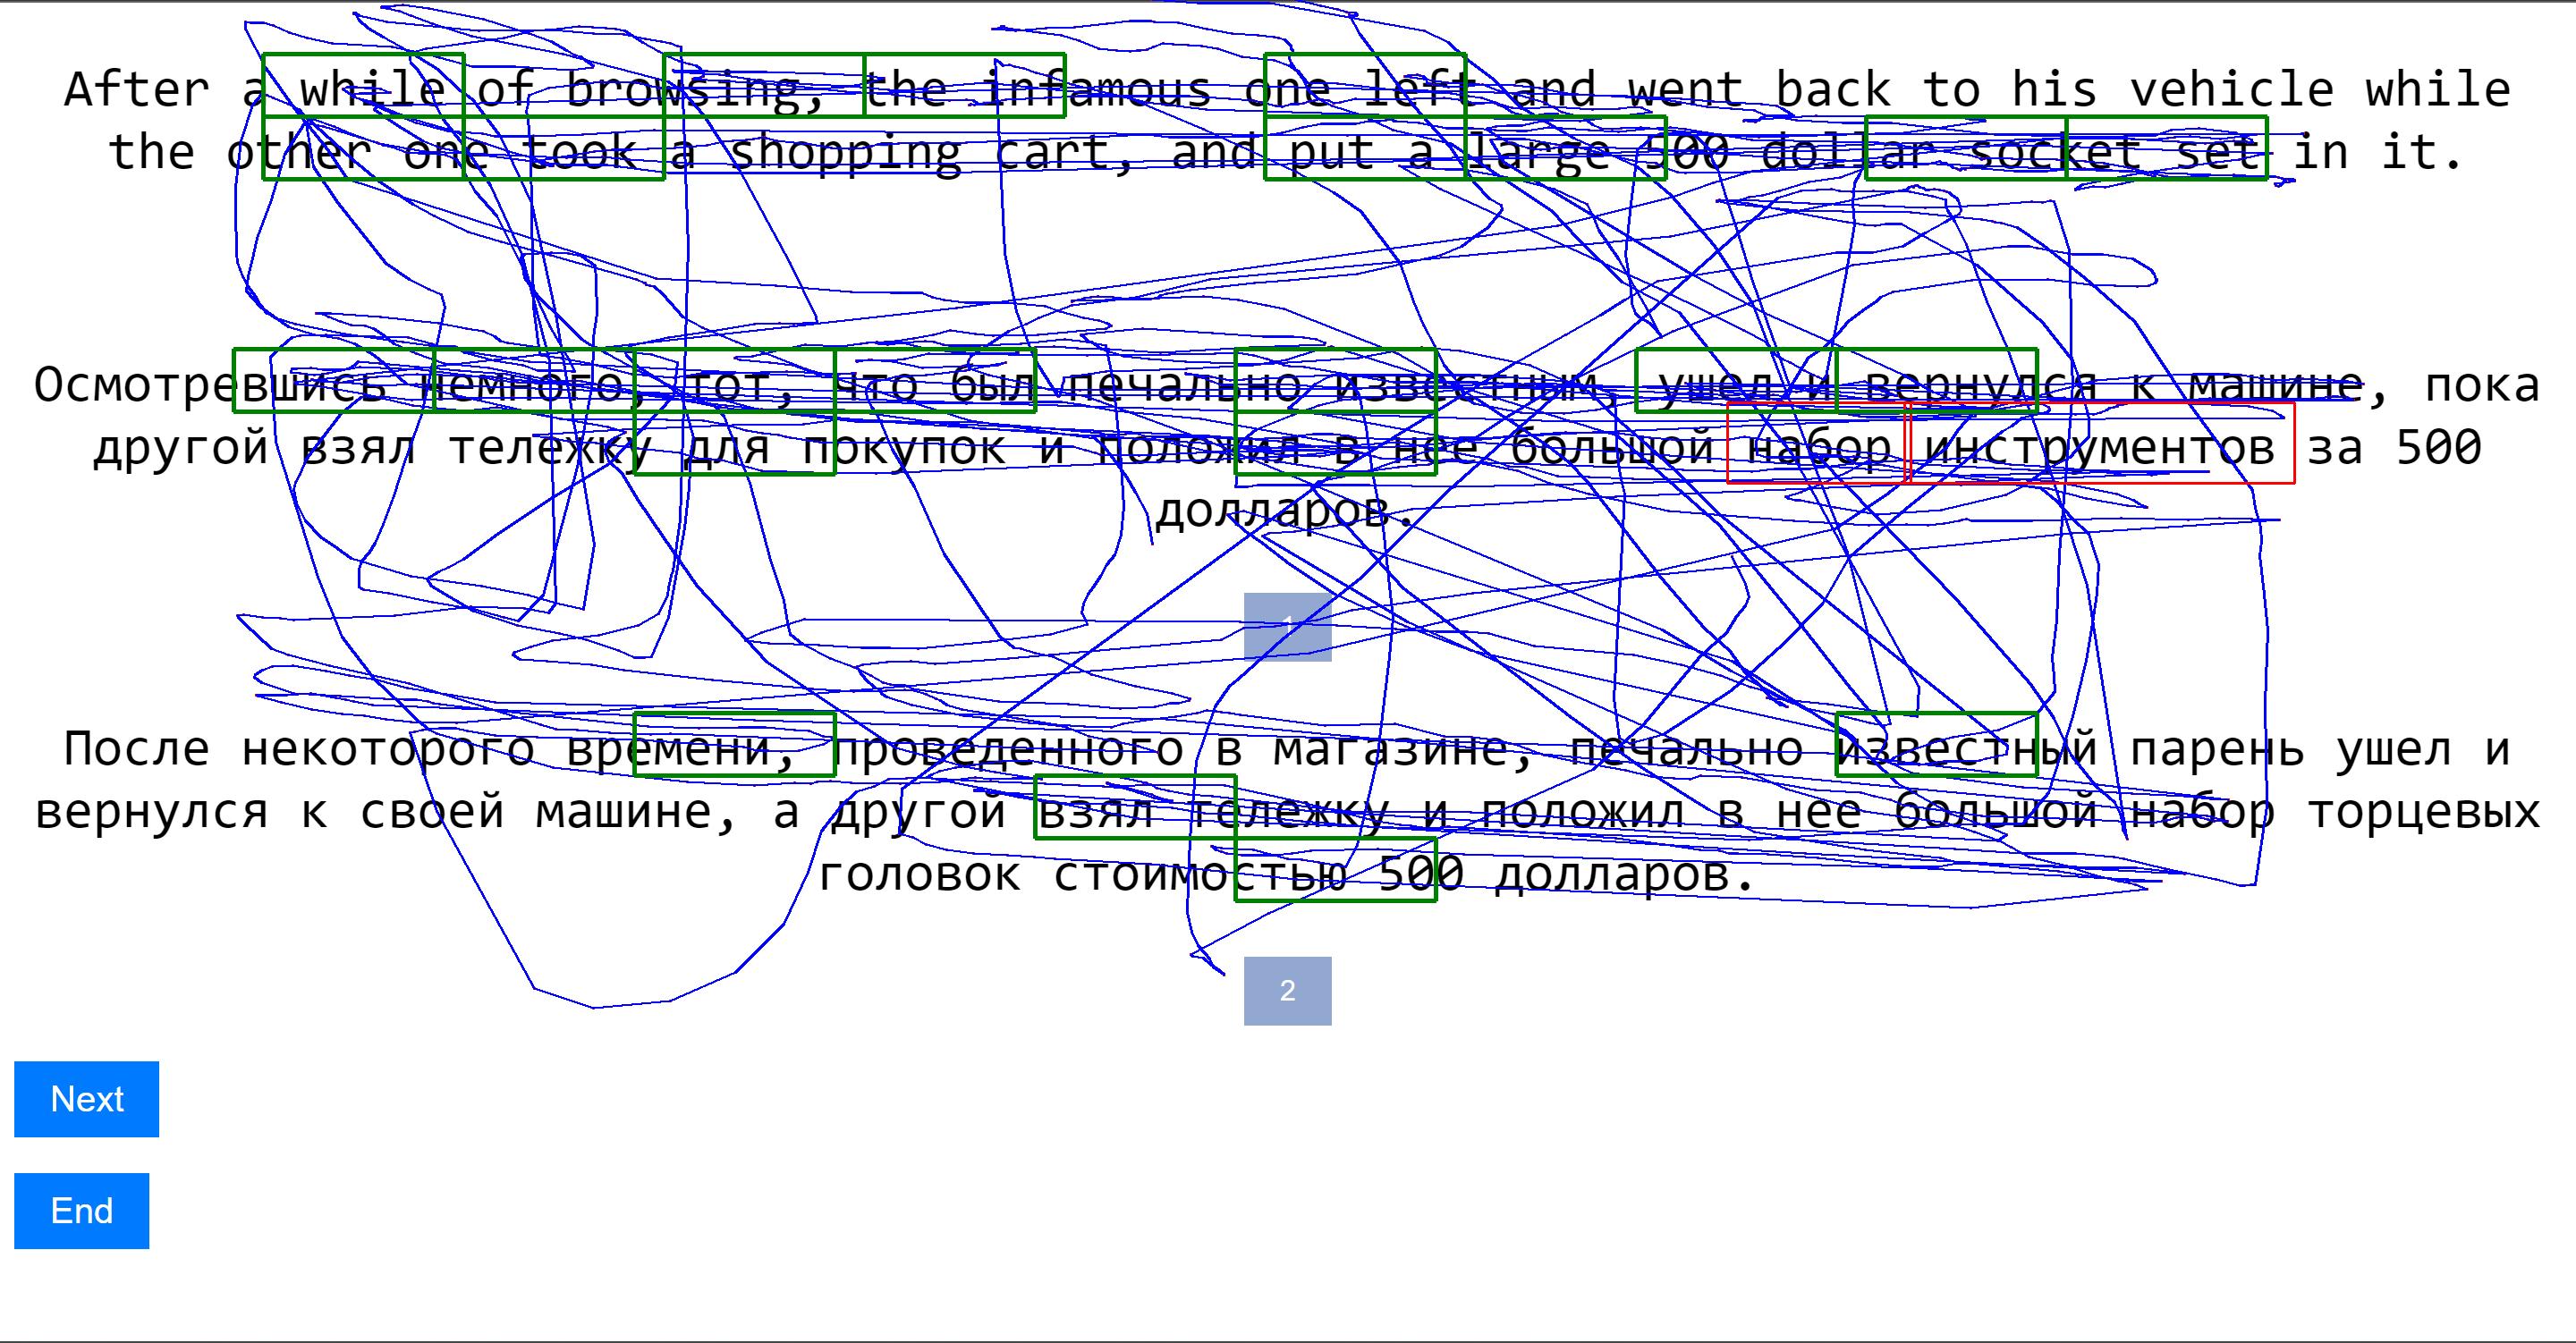 After a while of browsing, the infamous one left and went back to his vehicle while
the other one took a shopping cart, and put a large 500 dollar socket set in it.
Осмотревшись немного, тот, что был печально известным, ушел и вернулся к машине, пока
другой взял тележку для покупок и положил в нее большой набор инструментов за 500
долларов.
1
После некоторого времени, проведенного в магазине, печально известный парень ушел и
вернулся к своей машине, а другой взял тележку и положил в нее большой набор торцевых
головок стоимостью 500 долларов.
2
Next
End